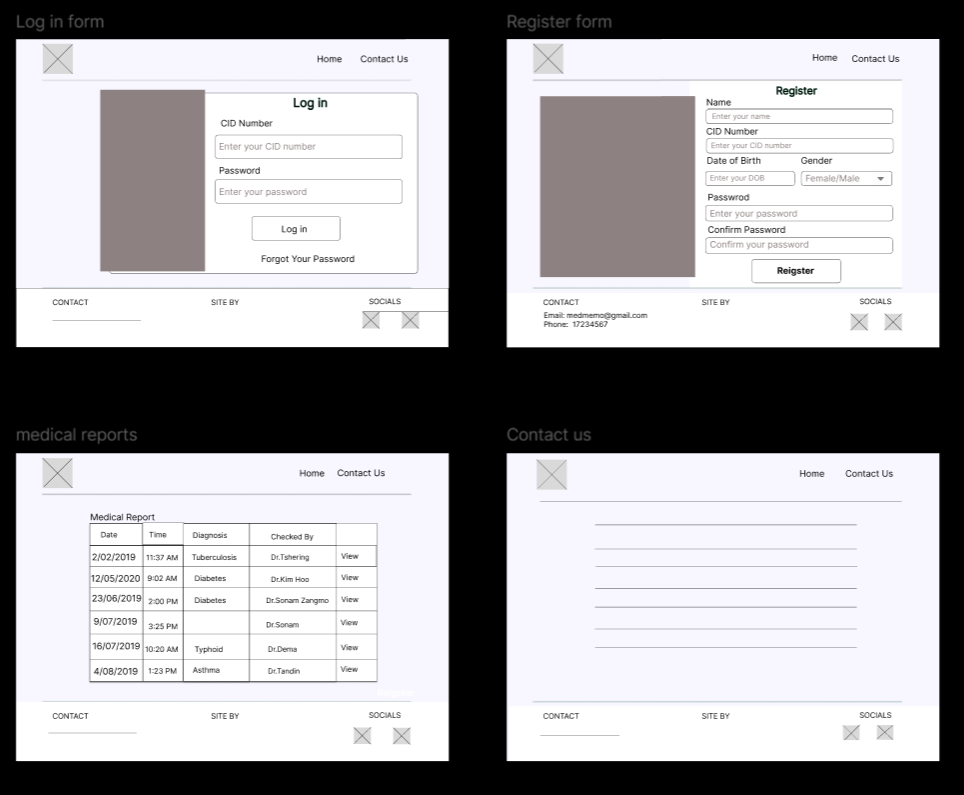 Log in form
Home Contact Us
Log in
CID Number
Enter your CID number
Password
Enter your password
Log in
Forgot Your Password
CONTACT SITE BY SOCIALS
Register form
Home Contact Us
Register
Name
Enter your name
CID Number
Enter your CID number
Date of Birth Gender
Enter your DOB Female/Male
Passwrod
Enter your password
Confirm Password
Confirm your password
Reigster
CONTACT SITE BY SOCIALS
Email: medmemo@gmail.com
Phone: 17234567
medical reports
Home Contact Us
Medical Report
Date Time Diagnosis Checked By
2/02/2019 11:37 AM Tuberculosis Dr.Tshering View
12/05/2020 9:02 AM Diabetes Dr.Kim Hoo View
23/06/2019 2:00 PM Diabetes Dr.Sonam Zangmo View
9/07/2019 3:25 PM Dr.Sonam View
16/07/2019 10:20 AM Typhoid Dr.Dema View
4/08/2019 1:23 PM Asthma Dr.Tandin View
CONTACT SITE BY SOCIALS
Contact us
Home Contact Us
CONTACT SITE BY SOCIALS